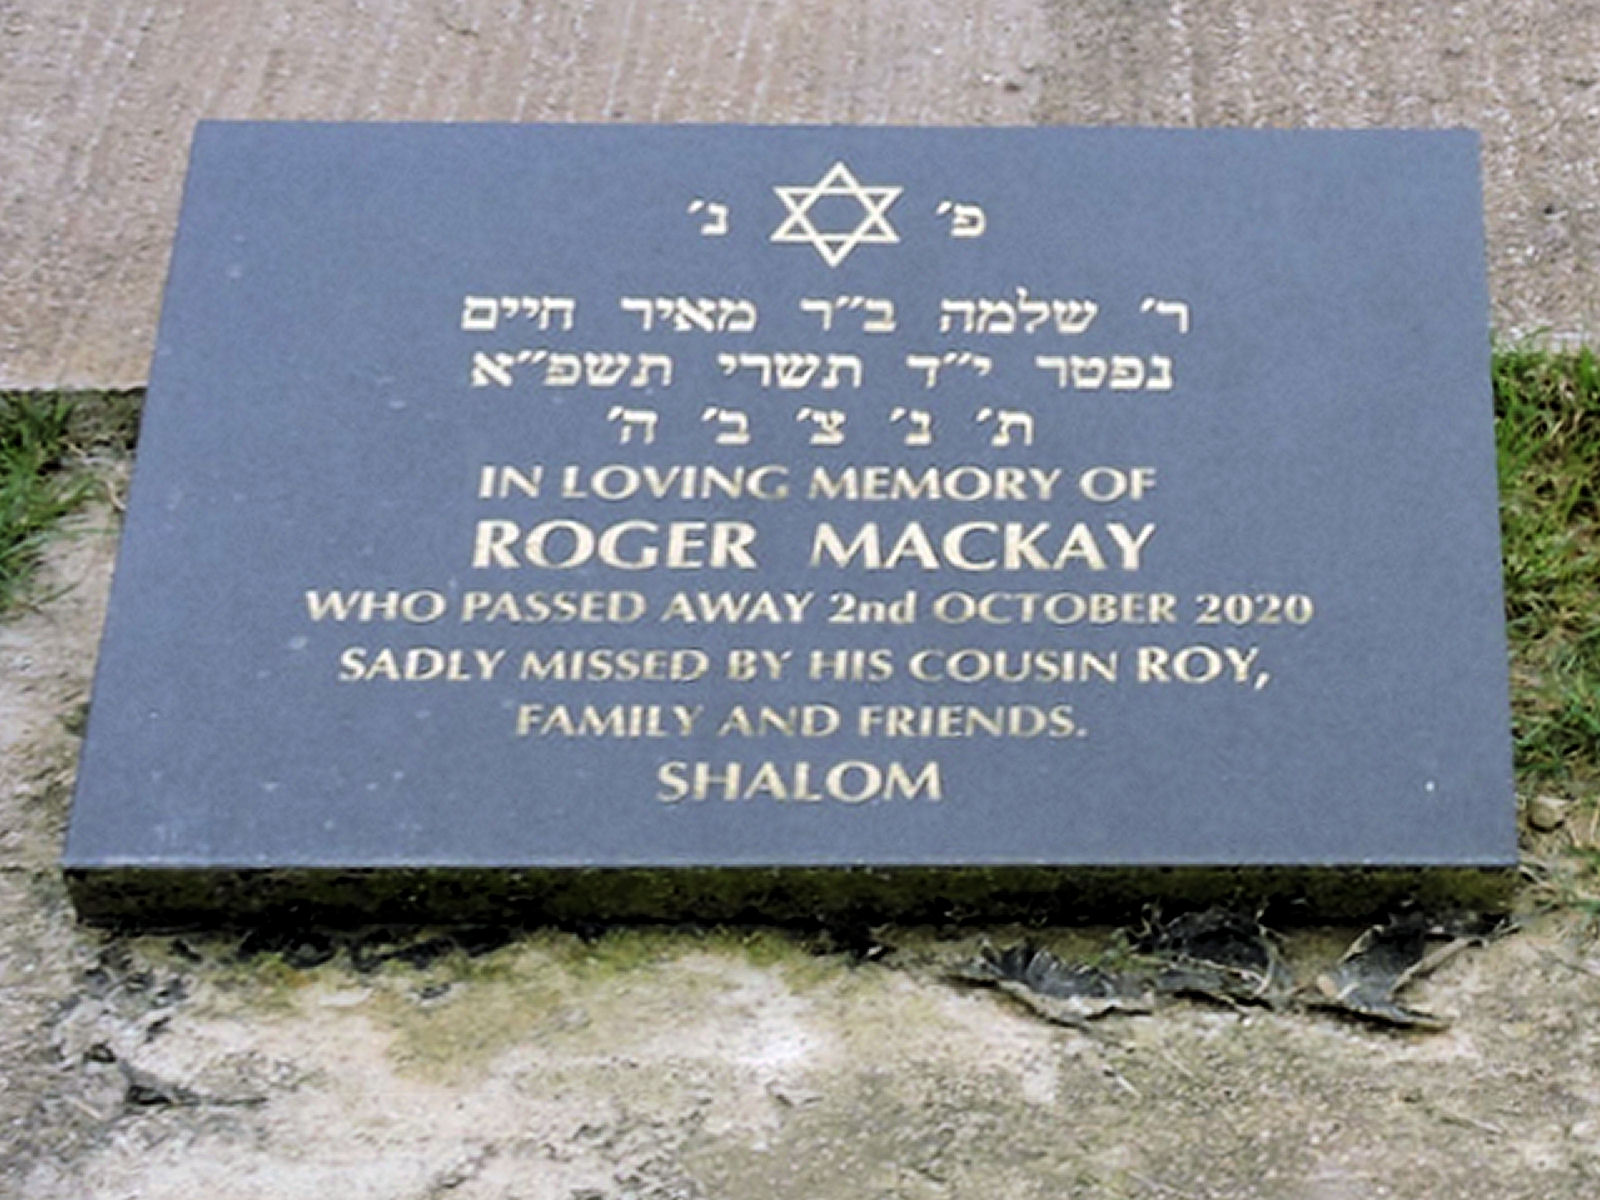 פ׳ נ׳
ר׳ שלמה ב״ר מאיר חיים
נפטר י״ד תשרי תשפ״א
ת׳ נ׳ צ׳ ב׳ ה׳
IN LOVING MEMORY OF
ROGER MACKAY
WHO PASSED AWAY 2nd OCTOBER 2020
SADLY MISSED BY HIS COUSIN ROY,
FAMILY AND FRIENDS.
SHALOM